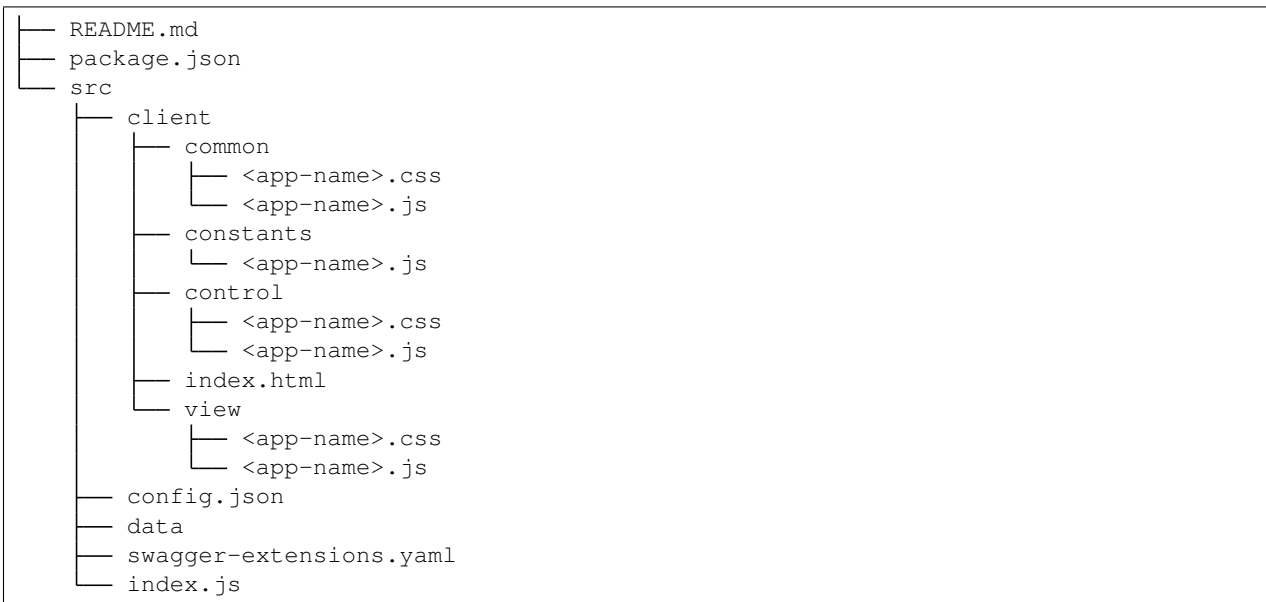 ├── README.md
├── package.json
└── src
    ├── client
    │   ├── common
    │   │   ├── <app-name>.css
    │   │   └── <app-name>.js
    │   ├── constants
    │   │   └── <app-name>.js
    │   ├── control
    │   │   ├── <app-name>.css
    │   │   └── <app-name>.js
    │   ├── index.html
    │   └── view
    │       ├── <app-name>.css
    │       └── <app-name>.js
    ├── config.json
    ├── data
    ├── swagger-extensions.yaml
    └── index.js